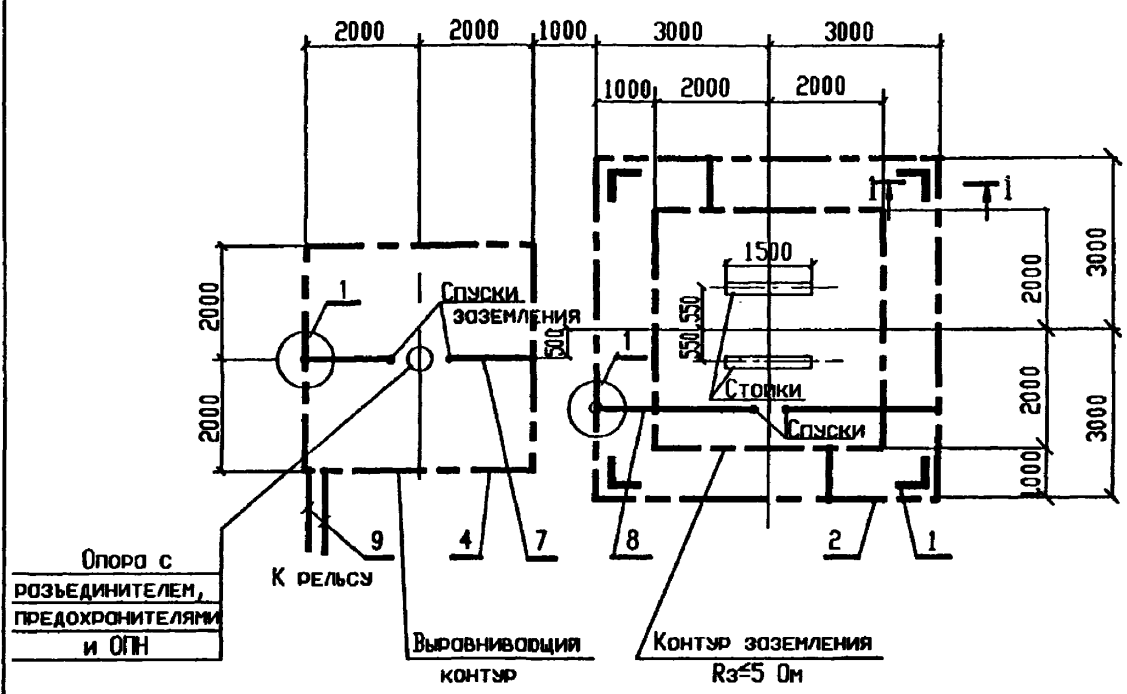 2000
2000
1000
3000
3000
1000
2000
2000
1
1
1500
Спуски
заземления
1
2000
2000
500
550
550
1
2000
2000
1000
3000
3000
Стойки
Спуски
9
4
7
8
2
1
К рельсу
Опора с
разъединителем,
предохранителями
и ОПН
Выравнивающий
контур
Контур заземления
Rз≤5 Ом